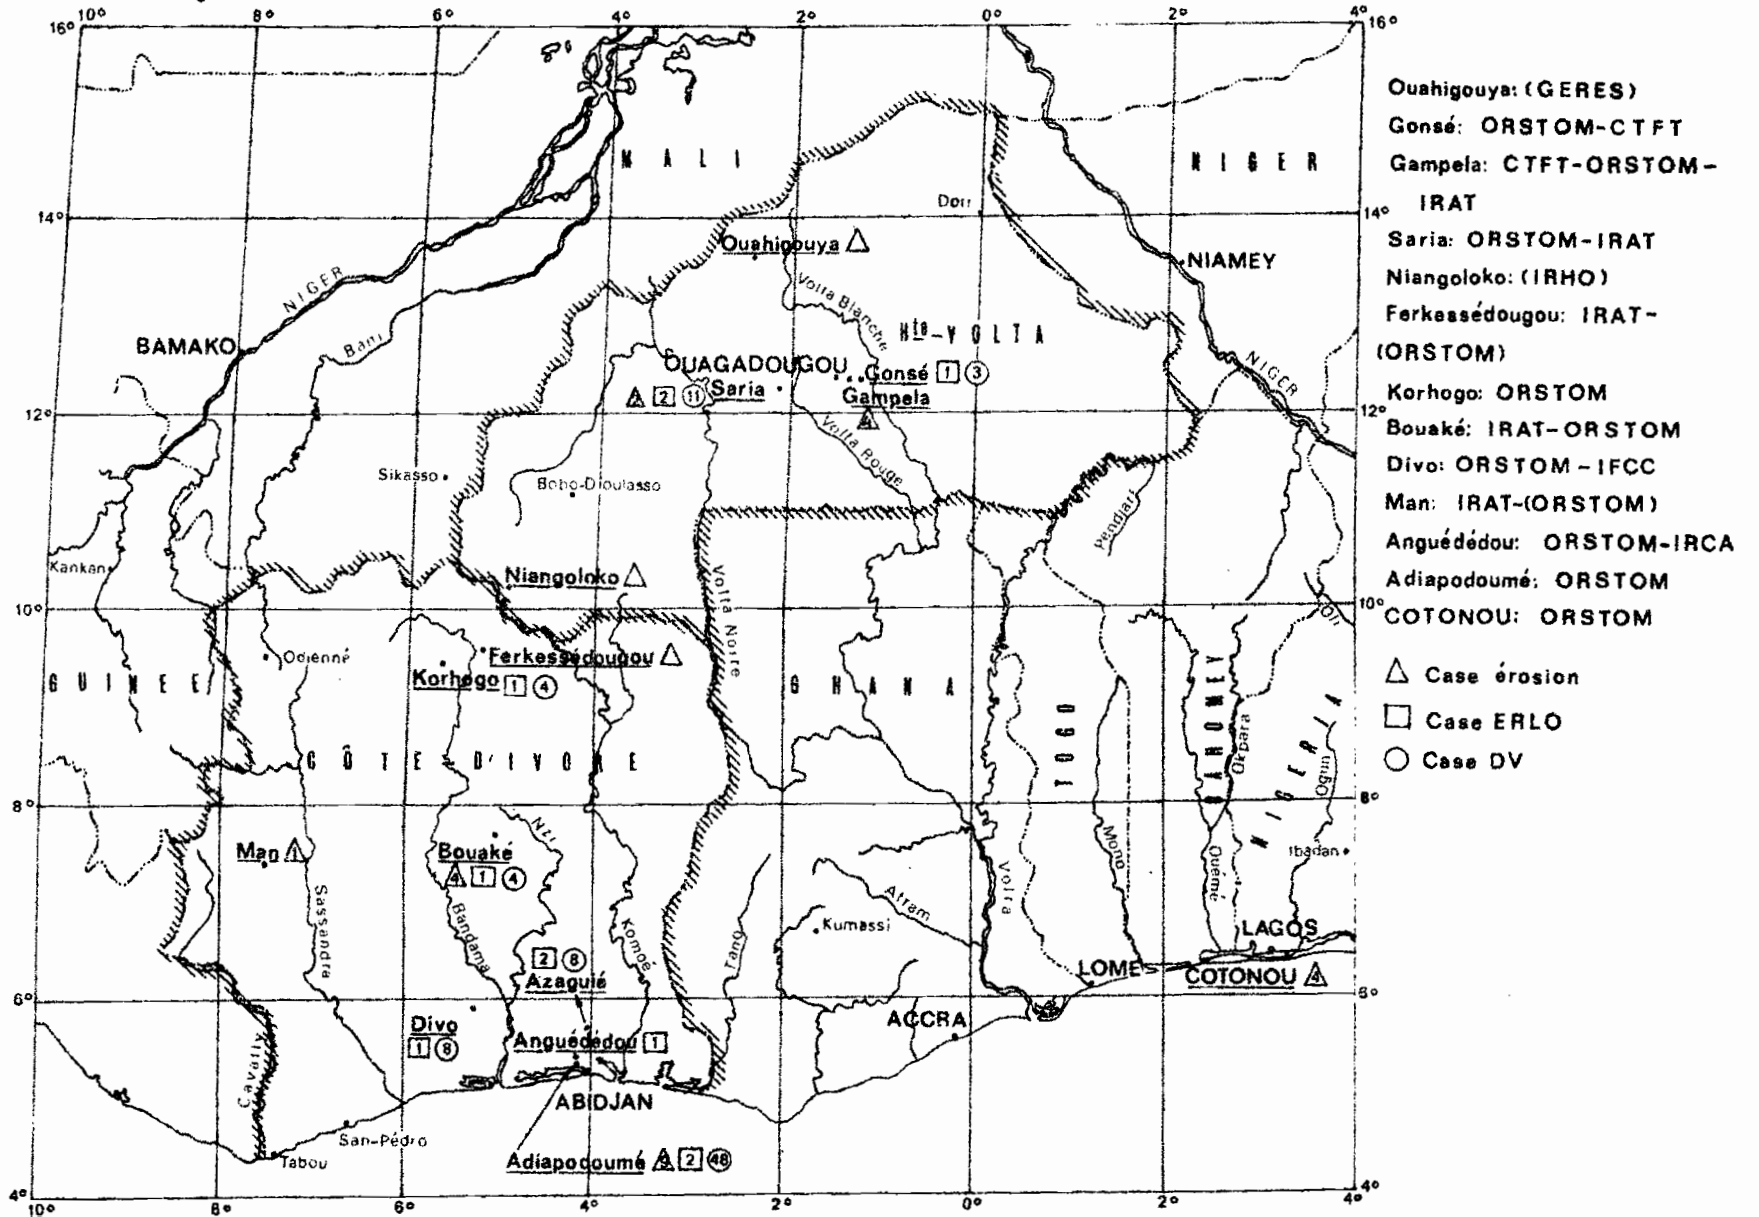 10° 8° 6° 4° 2° 0° 2° 4°
16° 16°
MALI
NIGER
14° 14°
Ouahigouya
NIAMEY
NIGER
Volta Blanche
Hte-VOLTA
BAMAKO
Bani
OUAGADOUGOU
Gonsé 1 3
2 11 Saria
Gampela
NIGER
12° 12°
Volta Rouge
Sikasso
Bobo-Dioulasso
Pendjari
Kankan
Niangoloko
Volta Noire
10° 10°
Oli
Odienné
Ferkessédougou
Korhogo 1 4
GUINEE
GHANA
TOGO
DAHOMEY
Okpara
NIGERIA
Ogun
CÔTE-D'IVOIRE
8° 8°
Man 1
Bouaké
4 1 4
Nzi
Mono
Ouémé
Ibadan
Sassandra
Bandama
Komoé
Tano
Kumassi
Afram
Volta
2 8
Azaguié
LAGOS
LOME
COTONOU 4
6° 6°
Divo
1 8
Anguédédou 1
ACCRA
Cavally
ABIDJAN
San-Pédro
Tabou
Adiapodoumé 9 2 48
4° 4°
10° 8° 6° 4° 2° 0° 2° 4°
Ouahigouya: (GERES)
Gonsé: ORSTOM-CTFT
Gampela: CTFT-ORSTOM-
IRAT
Saria: ORSTOM-IRAT
Niangoloko: (IRHO)
Ferkessédougou: IRAT-
(ORSTOM)
Korhogo: ORSTOM
Bouaké: IRAT-ORSTOM
Divo: ORSTOM-IFCC
Man: IRAT-(ORSTOM)
Anguédédou: ORSTOM-IRCA
Adiapodoumé: ORSTOM
COTONOU: ORSTOM
Case érosion
Case ERLO
Case DV